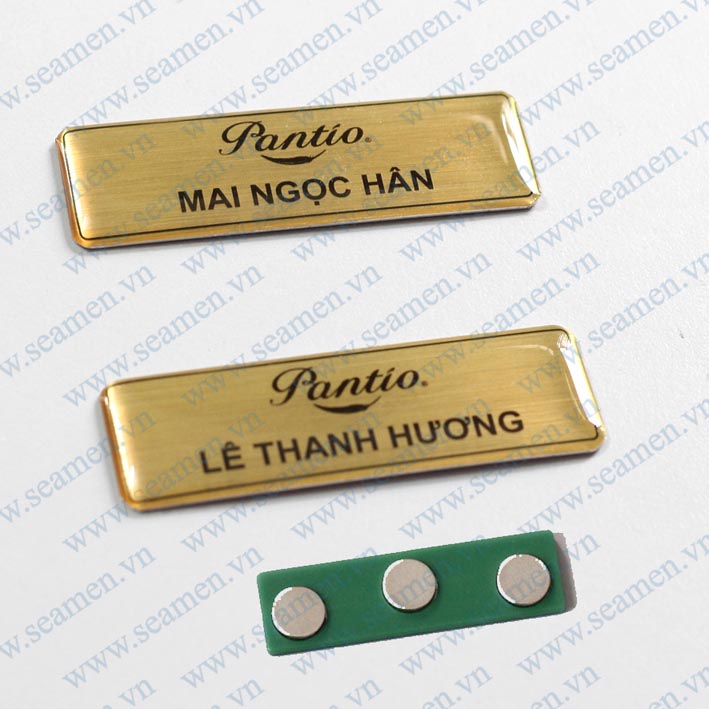 Pantio®
MAI NGỌC HÂN
Pantio®
LÊ THANH HƯƠNG
www.seamen.vn